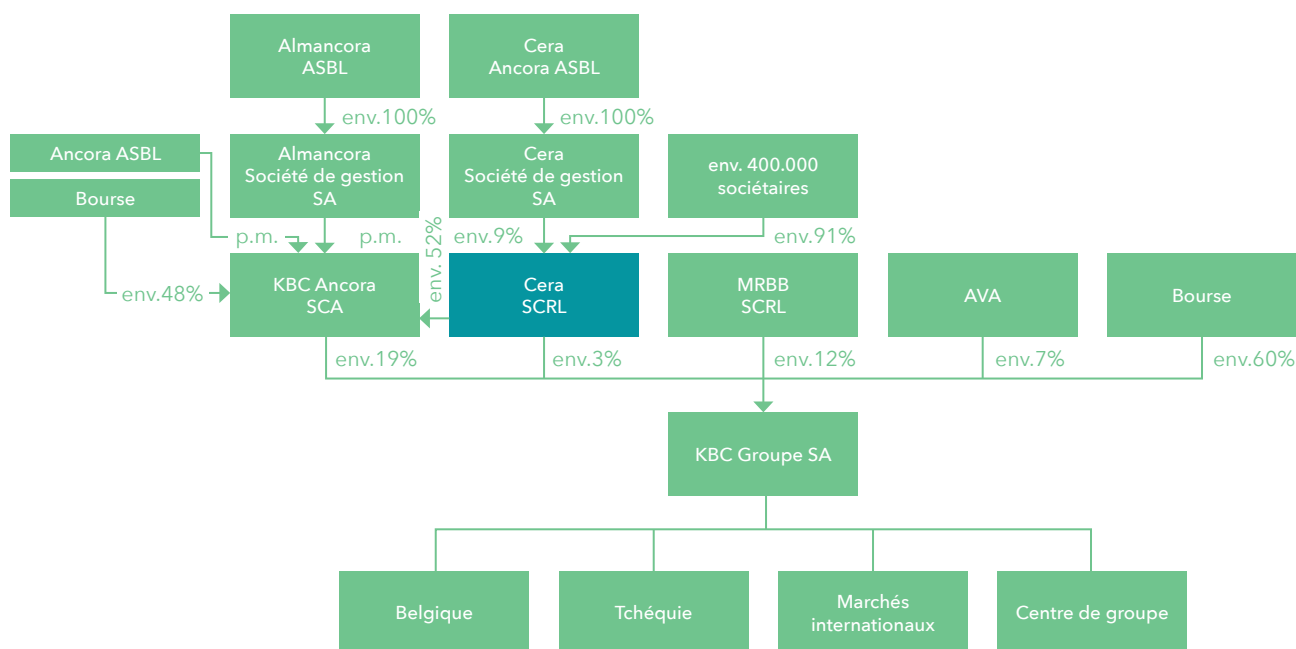 Almancora
ASBL
Cera
Ancora ASBL
env.100%
env.100%
Ancora ASBL
Bourse
Almancora
Société de gestion
SA
Cera
Société de gestion
SA
env. 400.000
sociétaires
p.m.
p.m.
env. 52%
env.9%
env.91%
env.48%
KBC Ancora
SCA
Cera
SCRL
MRBB
SCRL
AVA
Bourse
env.19%
env.3%
env.12%
env.7%
env.60%
KBC Groupe SA
Belgique
Tchéquie
Marchés
internationaux
Centre de groupe